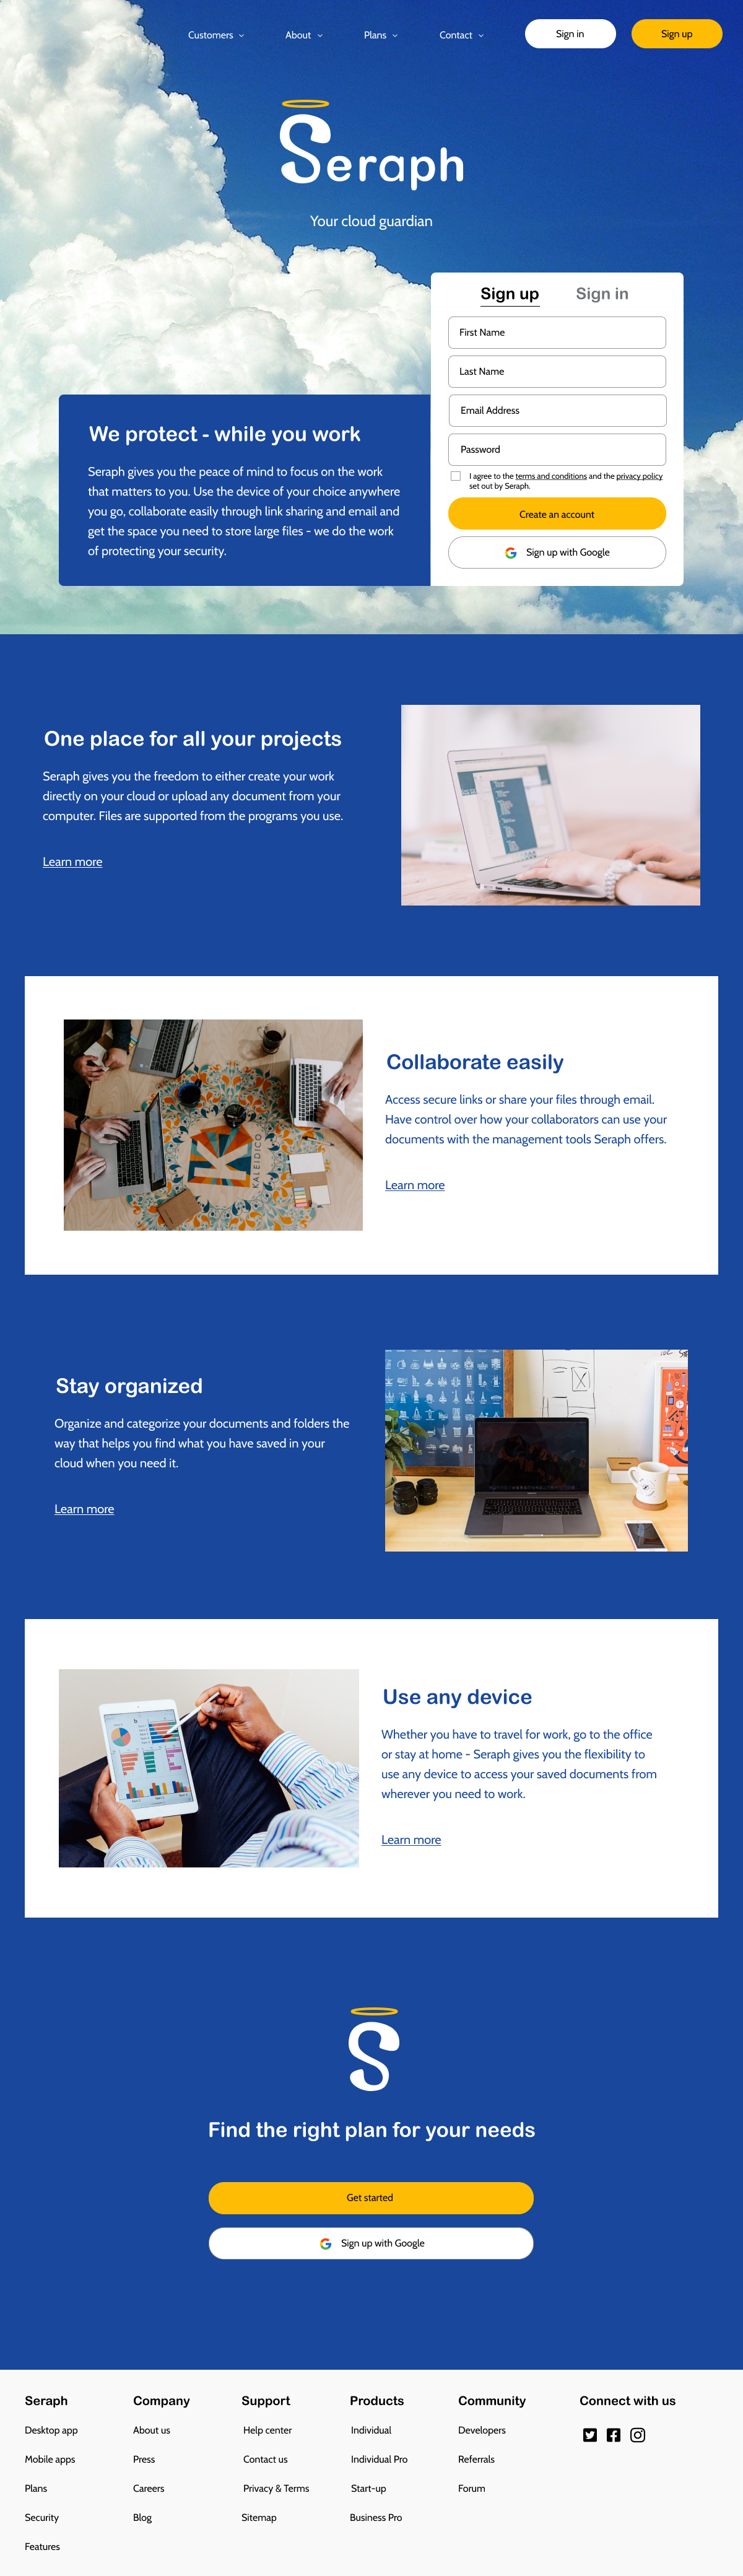 Customers
About
Plans
Contact
Sign in
Sign up
Seraph
Your cloud guardian
Sign up
Sign in
First Name
Last Name
Email Address
Password
I agree to the terms and conditions and the privacy policy
set out by Seraph.
Create an account
Sign up with Google
We protect - while you work
Seraph gives you the peace of mind to focus on the work
that matters to you. Use the device of your choice anywhere
you go, collaborate easily through link sharing and email and
get the space you need to store large files - we do the work
of protecting your security.
One place for all your projects
Seraph gives you the freedom to either create your work
directly on your cloud or upload any document from your
computer. Files are supported from the programs you use.
Learn more
KALEIDICO
Collaborate easily
Access secure links or share your files through email.
Have control over how your collaborators can use your
documents with the management tools Seraph offers.
Learn more
Stay organized
Organize and categorize your documents and folders the
way that helps you find what you have saved in your
cloud when you need it.
Learn more
Use any device
Whether you have to travel for work, go to the office
or stay at home - Seraph gives you the flexibility to
use any device to access your saved documents from
wherever you need to work.
Learn more
S
Find the right plan for your needs
Get started
Sign up with Google
Seraph
Desktop app
Mobile apps
Plans
Security
Features
Company
About us
Press
Careers
Blog
Support
Help center
Contact us
Privacy & Terms
Sitemap
Products
Individual
Individual Pro
Start-up
Business Pro
Community
Developers
Referrals
Forum
Connect with us